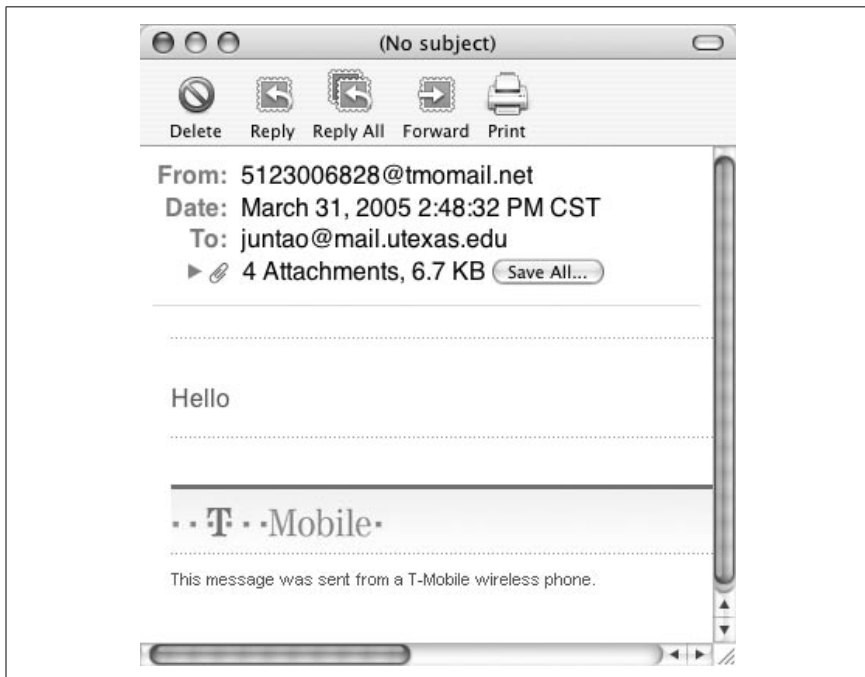 (No subject)
Delete Reply Reply All Forward Print
From: 5123006828@tmomail.net
Date: March 31, 2005 2:48:32 PM CST
To: juntao@mail.utexas.edu
4 Attachments, 6.7 KB Save All...
Hello
T Mobile
This message was sent from a T-Mobile wireless phone.